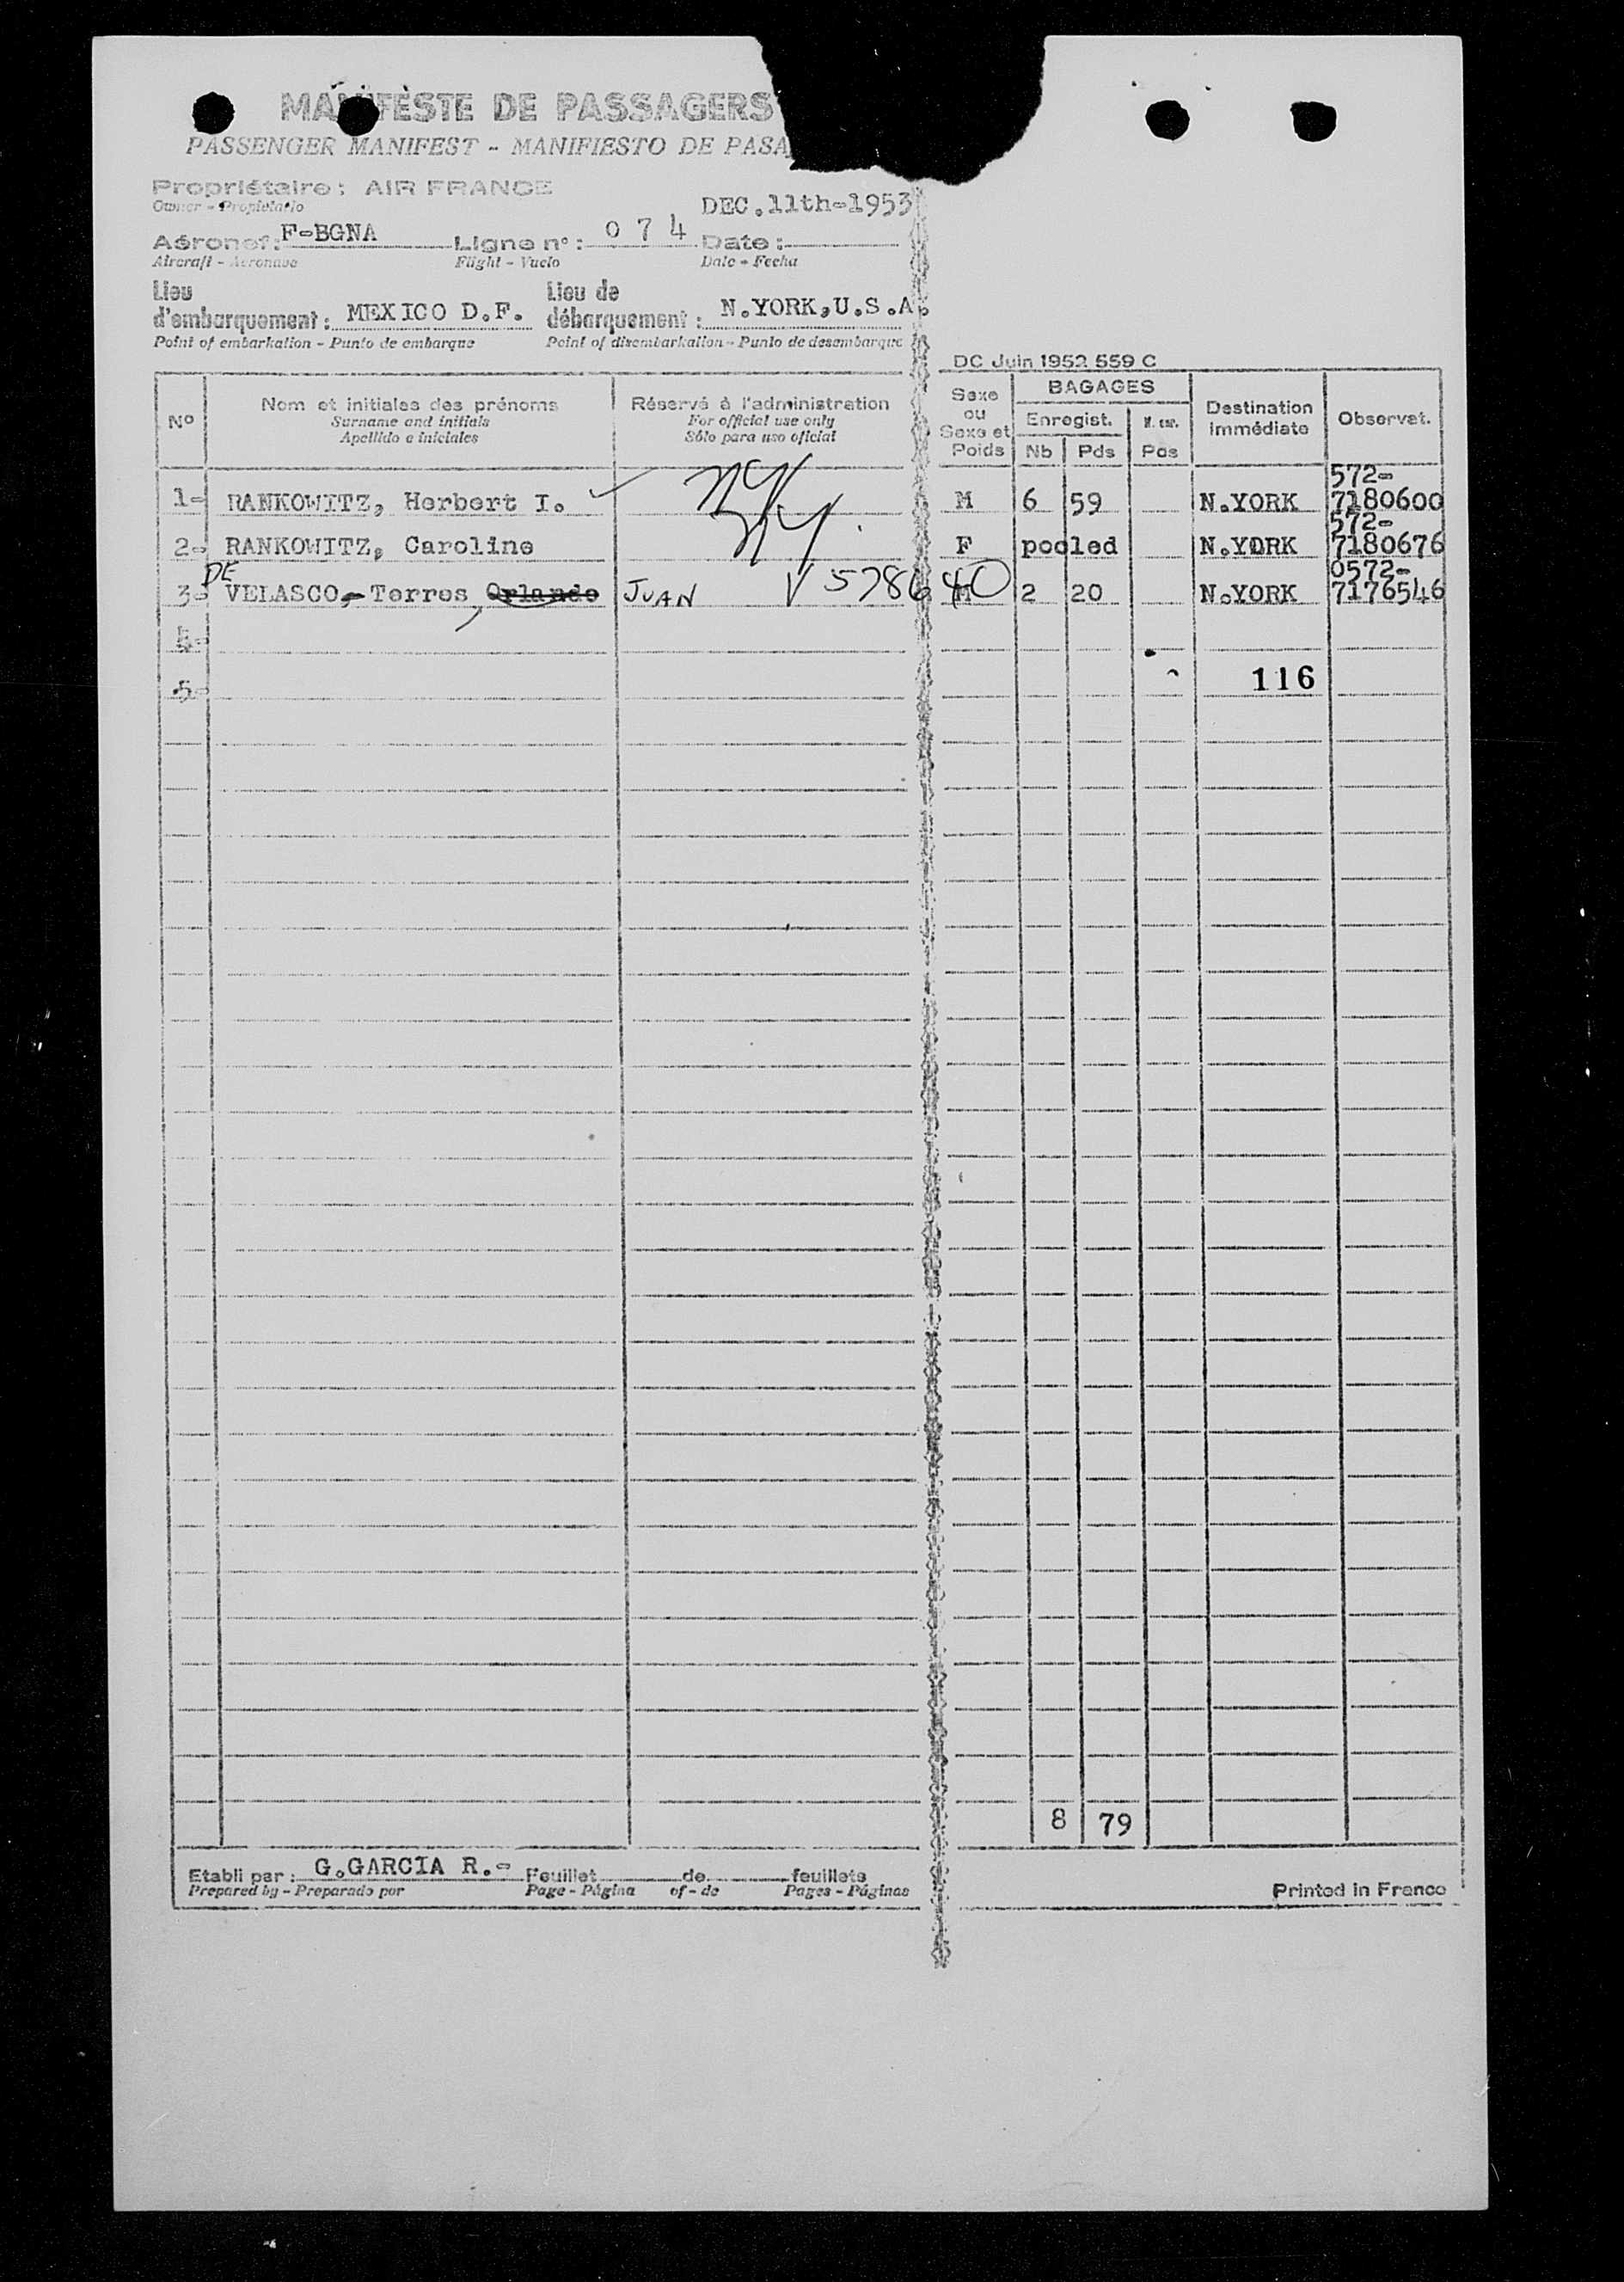 MANIFESTE DE PASSAGERS
PASSENGER MANIFEST - MANIFIESTO DE PASA
Propriétaire: AIR FRANCE
Owner - Propietario
DEC.11th-1953
Aéronef: F-BGNA Ligne n°: 0 7 4 Date:
Aircraft - Aeronave Flight - Vuelo Date - Fecha
Lieu d'embarquement: MEXICO D.F. Lieu de débarquement: N.YORK,U.S.A.
Point of embarkation - Punto de embarque Point of disembarkation - Punto de desembarque
DC Juin 1952 559 C
N° Nom et initiales des prénoms Réservé à l'administration Sexe ou Sexe et Poids BAGAGES Destination immédiate Observat.
Surname and initials For official use only Enregist.
Apellido e iniciales Sólo para uso oficial Nb Pds Pds
572-
1- RANKOWITZ, Herbert I. M 6 59 N.YORK 7180600
572-
2- RANKOWITZ, Caroline F pooled N.YORK 7180676
DE 0572-
3- VELASCO,-Torres, Orlando JUAN V 578640 M 2 20 N.YORK 7176546
4-
5- 116
8 79
Etabli par: G.GARCIA R.- Feuillet de feuillets
Prepared by - Preparado por Page - Página of - de Pages - Páginas
Printed in France